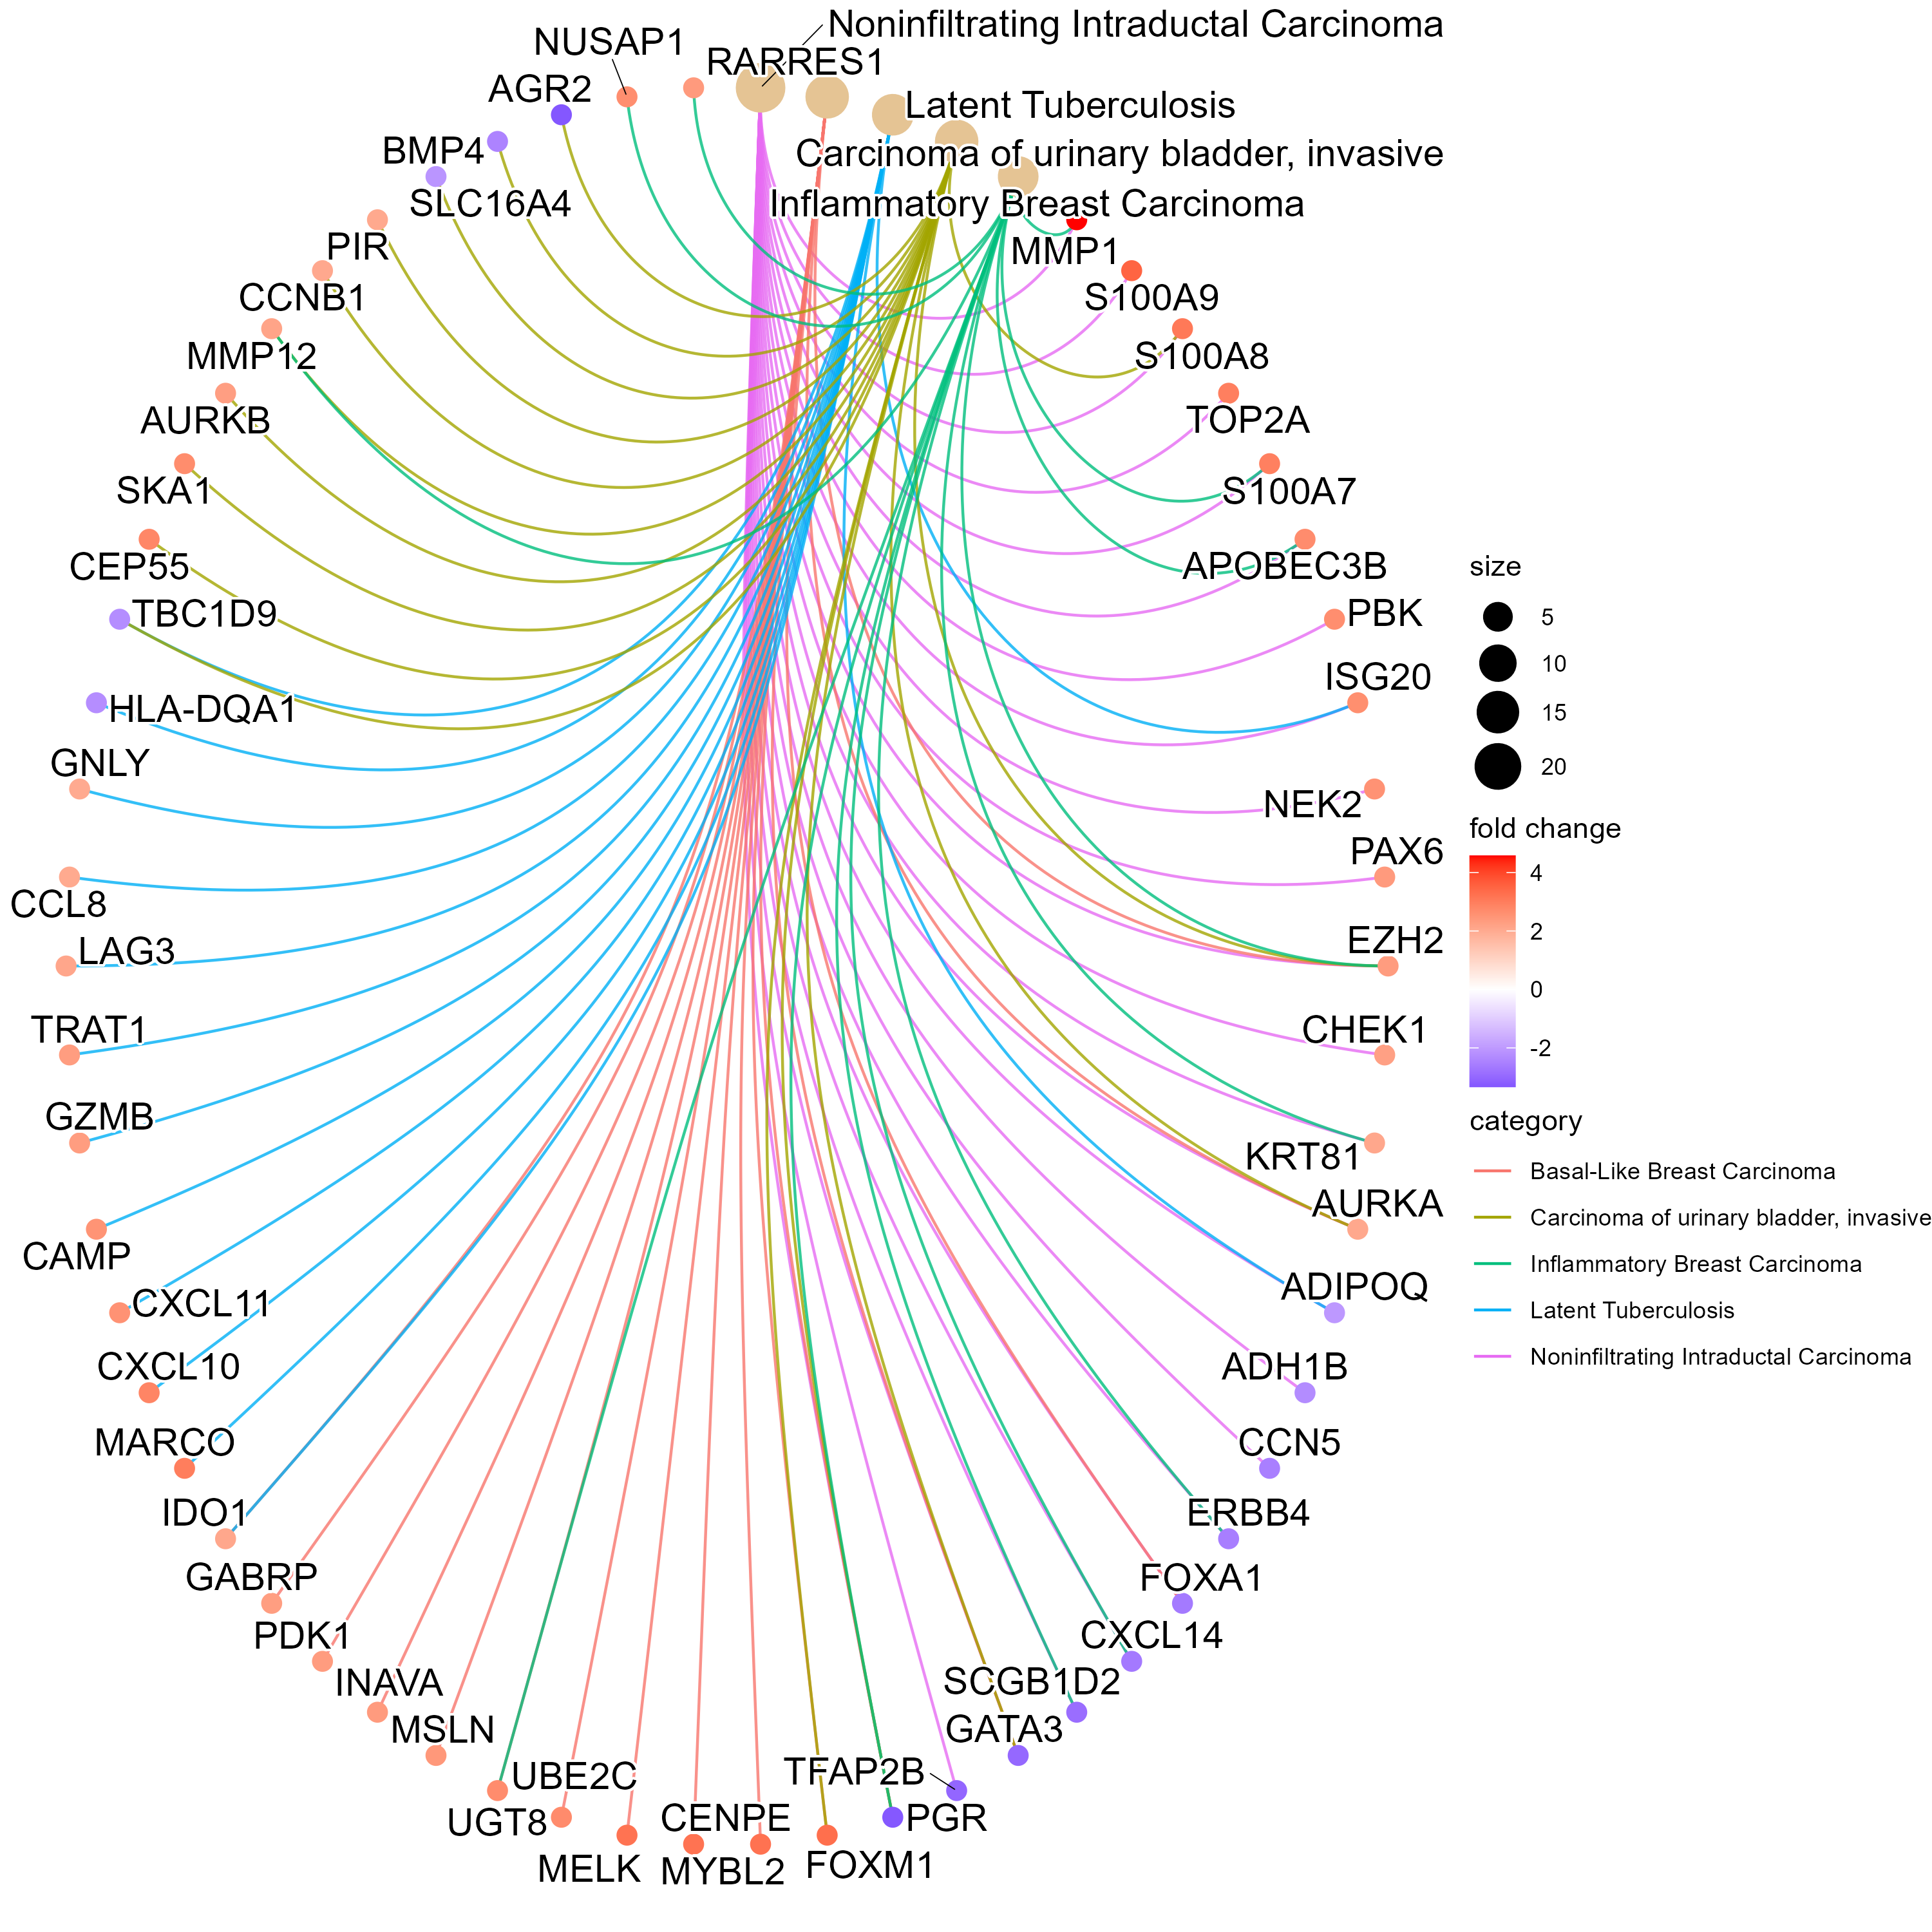 Noninfiltrating Intraductal Carcinoma
NUSAP1
RARRES1
AGR2
Latent Tuberculosis
BMP4
Carcinoma of urinary bladder, invasive
SLC16A4
Inflammatory Breast Carcinoma
PIR
MMP1
CCNB1
S100A9
MMP12
S100A8
AURKB
TOP2A
SKA1
S100A7
CEP55
APOBEC3B
TBC1D9
PBK
HLA-DQA1
ISG20
GNLY
NEK2
CCL8
PAX6
LAG3
EZH2
TRAT1
CHEK1
GZMB
KRT81
CAMP
AURKA
CXCL11
ADIPOQ
CXCL10
ADH1B
MARCO
CCN5
IDO1
ERBB4
GABRP
FOXA1
PDK1
CXCL14
INAVA
SCGB1D2
MSLN
GATA3
UBE2C
TFAP2B
UGT8
CENPE
PGR
MELK
MYBL2
FOXM1
size
5
10
15
20
fold change
4
2
0
-2
category
Basal-Like Breast Carcinoma
Carcinoma of urinary bladder, invasive
Inflammatory Breast Carcinoma
Latent Tuberculosis
Noninfiltrating Intraductal Carcinoma